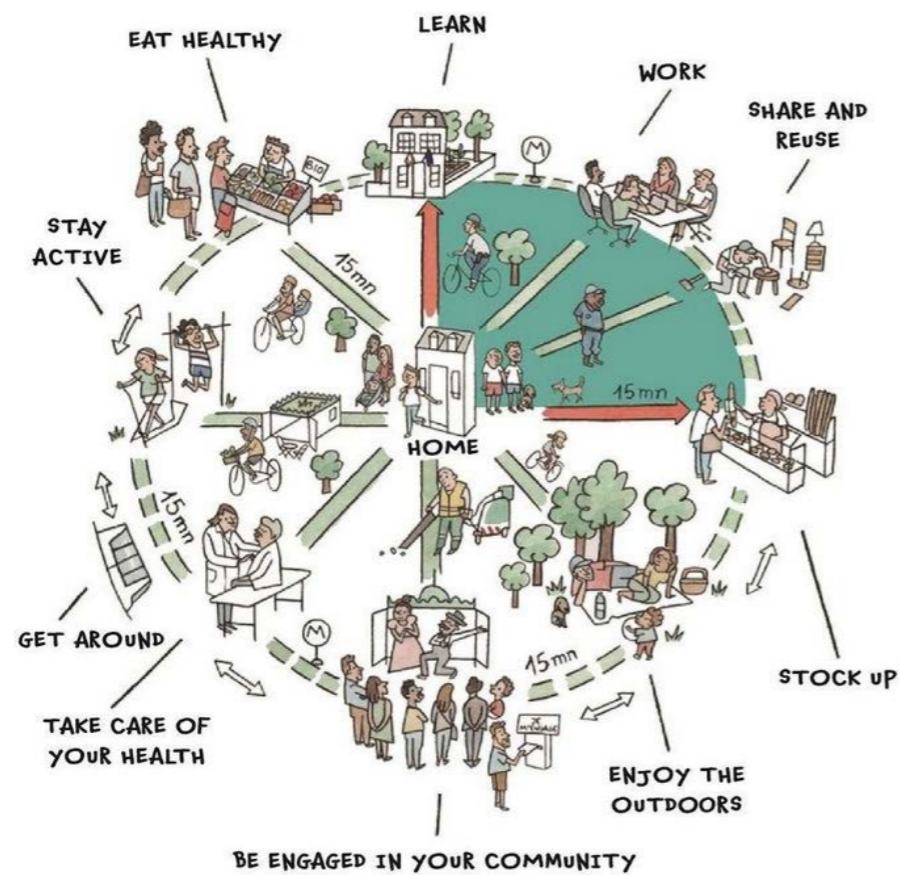 LEARN
EAT HEALTHY
WORK
SHARE AND
REUSE
M
BIO
STAY
ACTIVE
15mn
15mn
HOME
15mn
GET AROUND
M
15mn
STOCK UP
TAKE CARE OF
YOUR HEALTH
ENJOY THE
OUTDOORS
BE ENGAGED IN YOUR COMMUNITY